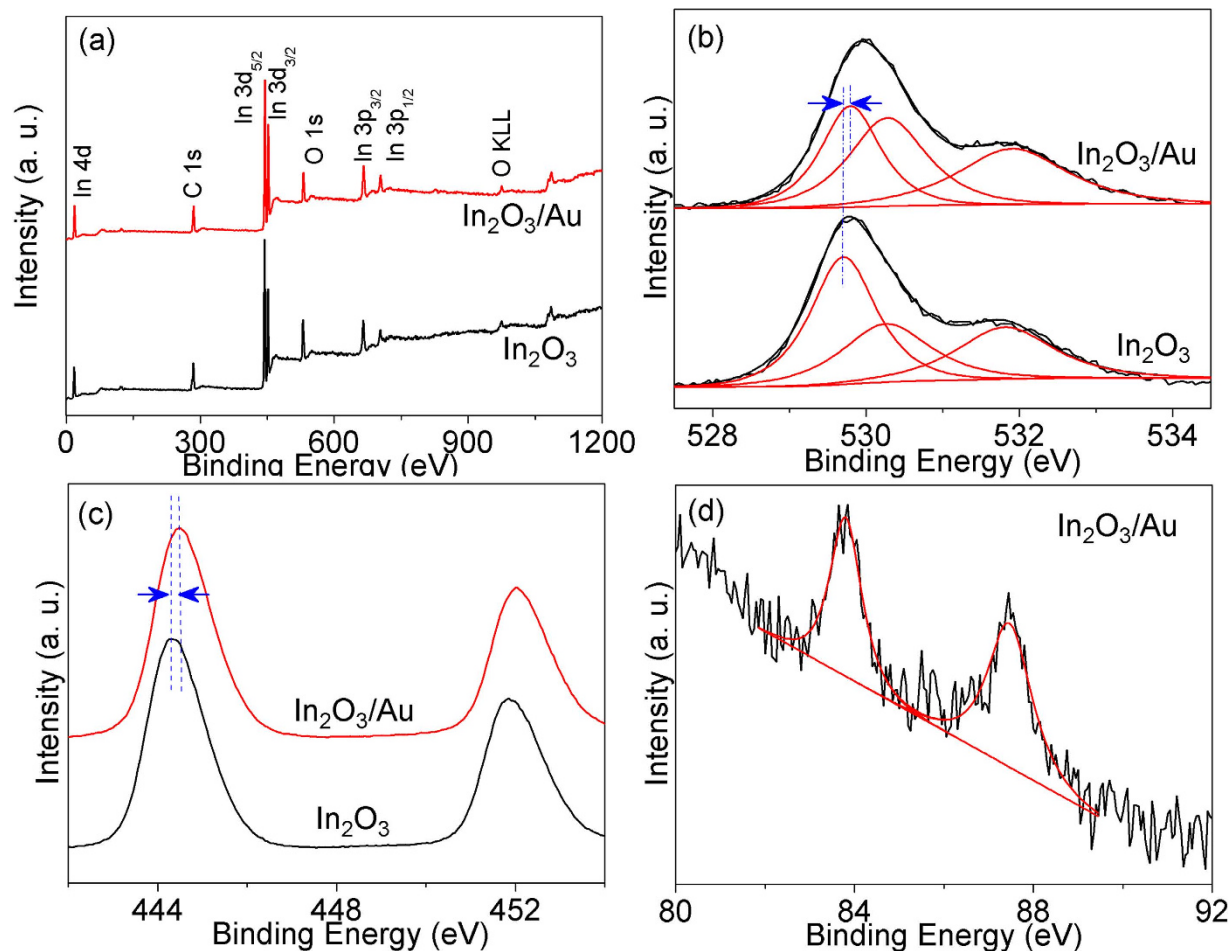 (a)
Intensity (a. u.)
In 4d
C 1s
In 3d5/2
In 3d3/2
O 1s
In 3p3/2
In 3p1/2
O KLL
In2O3/Au
In2O3
0 300 600 900 1200
Binding Energy (eV)
(b)
Intensity (a. u.)
In2O3/Au
In2O3
528 530 532 534
Binding Energy (eV)
(c)
Intensity (a. u.)
In2O3/Au
In2O3
444 448 452
Binding Energy (eV)
(d)
In2O3/Au
Intensity (a. u.)
80 84 88 92
Binding Energy (eV)